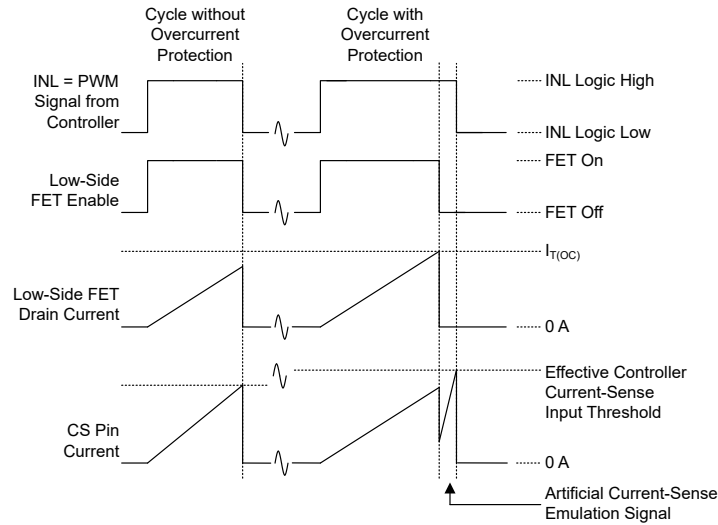 Cycle without
Overcurrent
Protection
Cycle with
Overcurrent
Protection
INL = PWM
Signal from
Controller
INL Logic High
INL Logic Low
Low-Side
FET Enable
FET On
FET Off
Low-Side FET
Drain Current
IT(OC)
0 A
CS Pin
Current
Effective Controller
Current-Sense
Input Threshold
0 A
Artificial Current-Sense
Emulation Signal